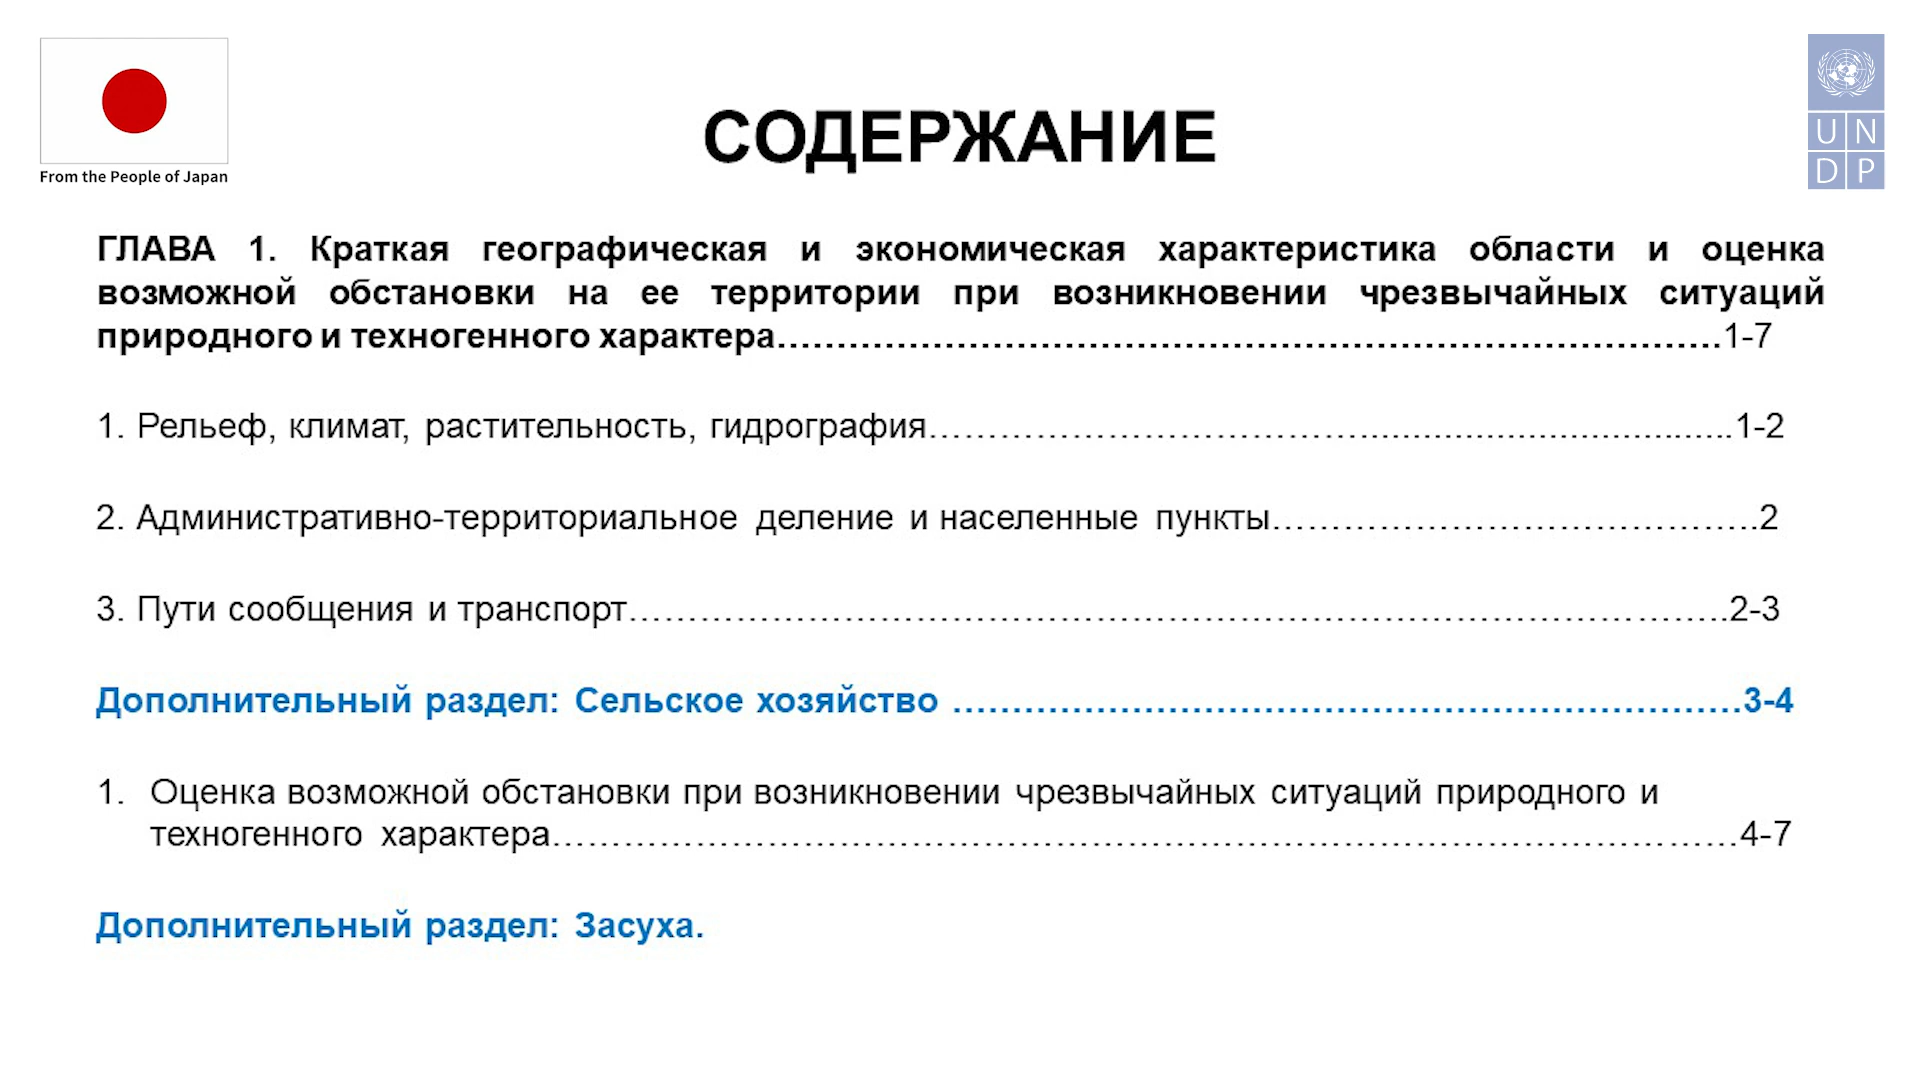 From the People of Japan
U N
D P
СОДЕРЖАНИЕ
ГЛАВА 1. Краткая географическая и экономическая характеристика области и оценка
возможной обстановки на ее территории при возникновении чрезвычайных ситуаций
природного и техногенного характера……………………………………………………………………1-7
1. Рельеф, климат, растительность, гидрография………………………………...............................1-2
2. Административно-территориальное деление и населенные пункты…………………………………..2
3. Пути сообщения и транспорт………………………………………………………………………………..2-3
Дополнительный раздел: Сельское хозяйство …………………………………………………………3-4
1. Оценка возможной обстановки при возникновении чрезвычайных ситуаций природного и
техногенного характера………………………………………………………………………………………4-7
Дополнительный раздел: Засуха.